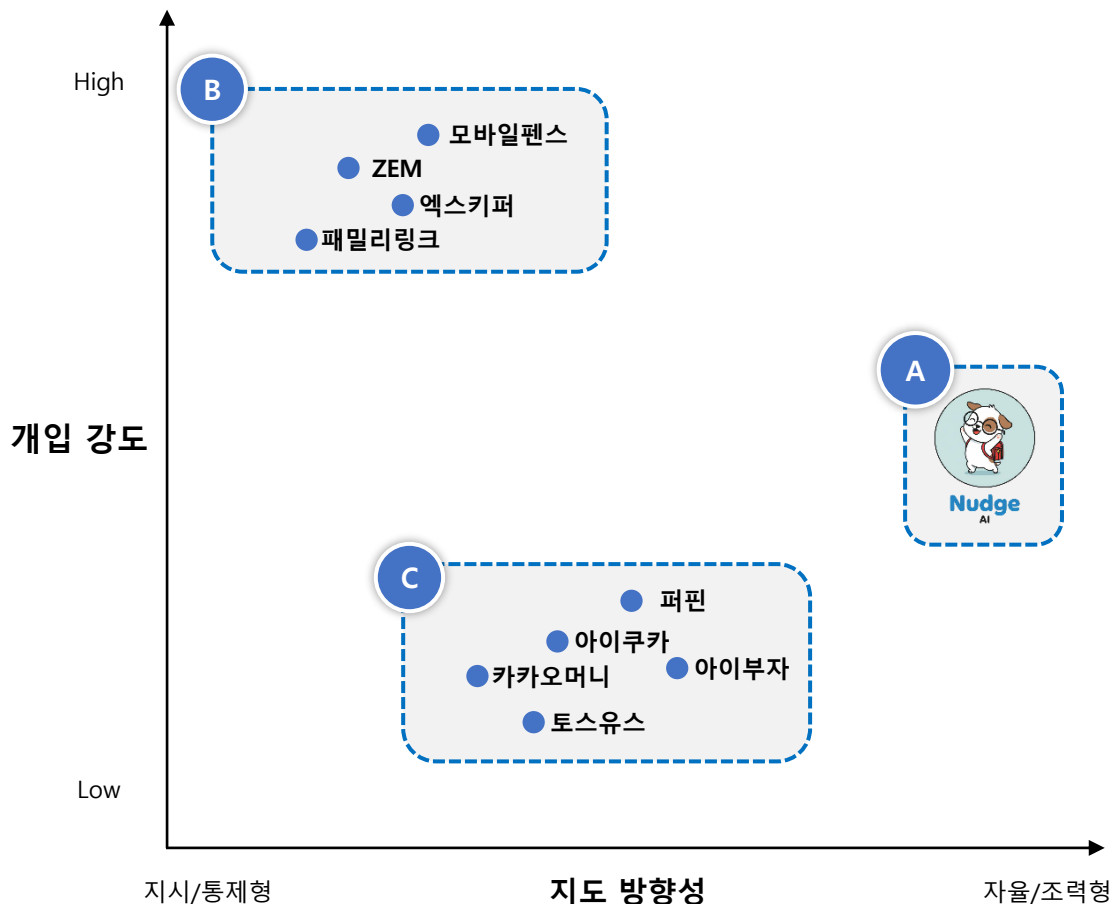 High
B
모바일펜스
ZEM
엑스키퍼
패밀리링크
A
개입 강도
Nudge
AI
C
퍼핀
아이쿠카
아이부자
카카오머니
토스유스
Low
지시/통제형
지도 방향성
자율/조력형